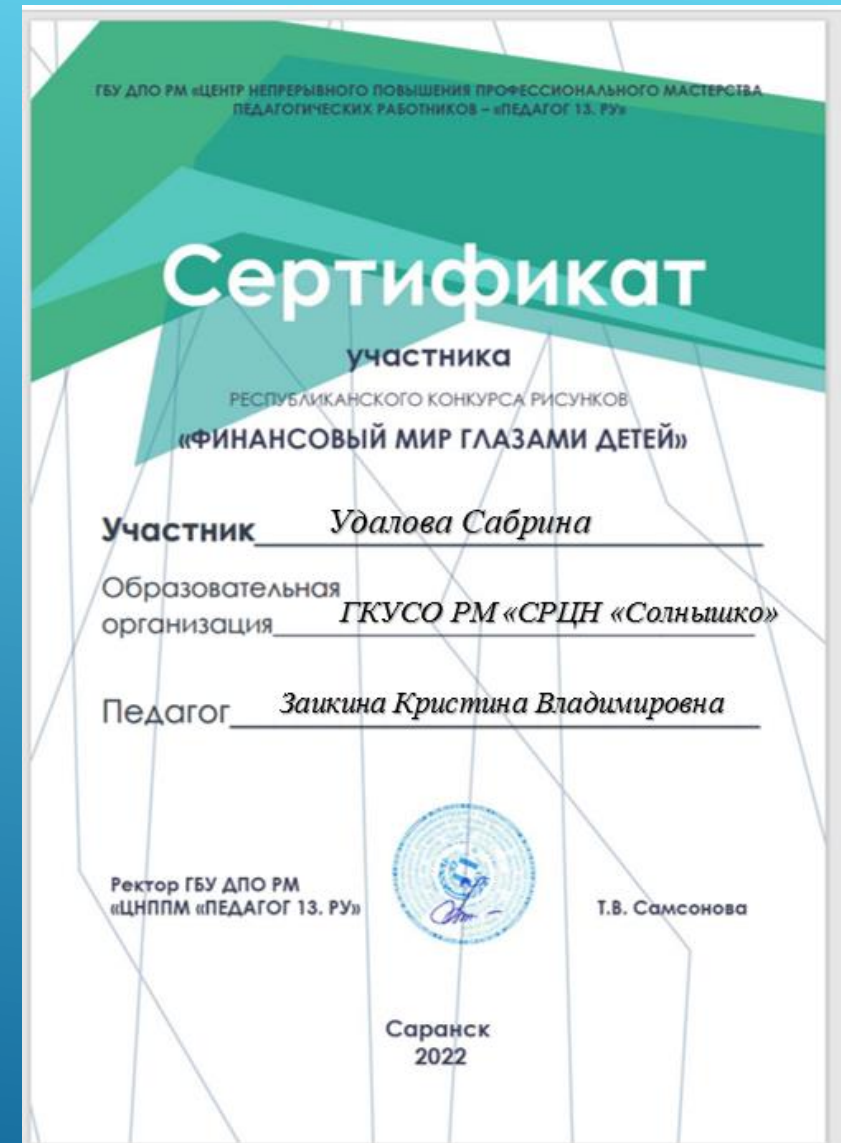 ГБУ ДПО РМ «ЦЕНТР НЕПРЕРЫВНОГО ПОВЫШЕНИЯ ПРОФЕССИОНАЛЬНОГО МАСТЕРСТВА
ПЕДАГОГИЧЕСКИХ РАБОТНИКОВ – «ПЕДАГОГ 13. РУ»
Сертификат
участника
РЕСПУБЛИКАНСКОГО КОНКУРСА РИСУНКОВ
«ФИНАНСОВЫЙ МИР ГЛАЗАМИ ДЕТЕЙ»
Участник Удалова Сабрина
Образовательная
организация ГКУСО РМ «СРЦН «Солнышко»
Педагог Заикина Кристина Владимировна
Ректор ГБУ ДПО РМ
«ЦНППМ «ПЕДАГОГ 13. РУ»
Т.В. Самсонова
Саранск
2022